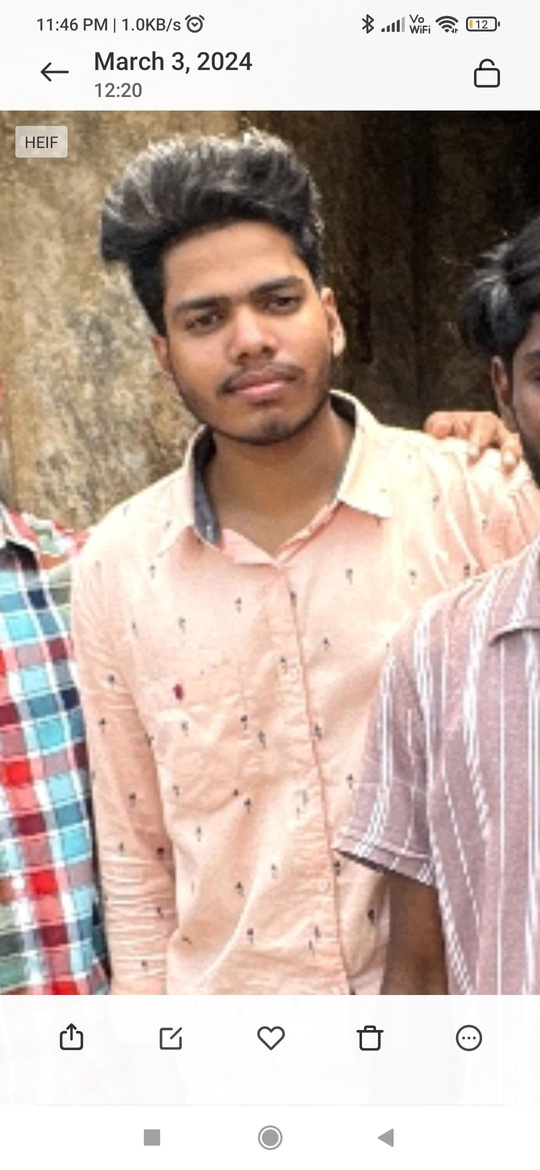 11:46 PM | 1.0KB/s
Vo
WiFi
12
March 3, 2024
12:20
HEIF